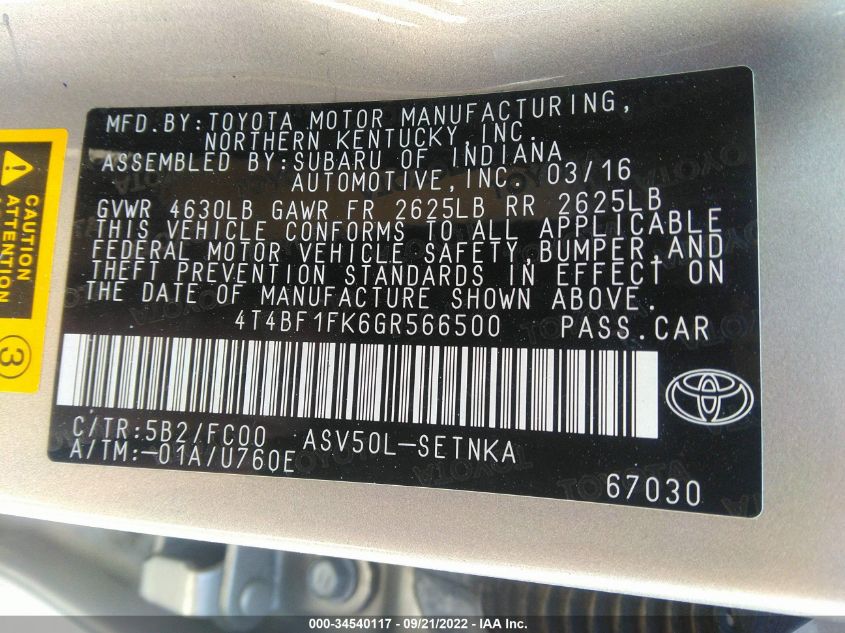 MFD.BY:TOYOTA MOTOR MANUFACTURING,
NORTHERN KENTUCKY,INC.
ASSEMBLED BY:SUBARU OF INDIANA
AUTOMOTIVE,INC. 03/16
GVWR 4630LB GAWR FR 2625LB RR 2625LB
THIS VEHICLE CONFORMS TO ALL APPLICABLE
FEDERAL MOTOR VEHICLE SAFETY,BUMPER,AND
THEFT PREVENTION STANDARDS IN EFFECT ON
THE DATE OF MANUFACTURE SHOWN ABOVE.
4T4BF1FK6GR566500 PASS.CAR
C/TR:5B2/FC00 ASV50L-SETNKA
A/TM:-01A/U760E
67030
CAUTION
ATTENTION
3
000-34540117 - 09/21/2022 - IAA Inc.